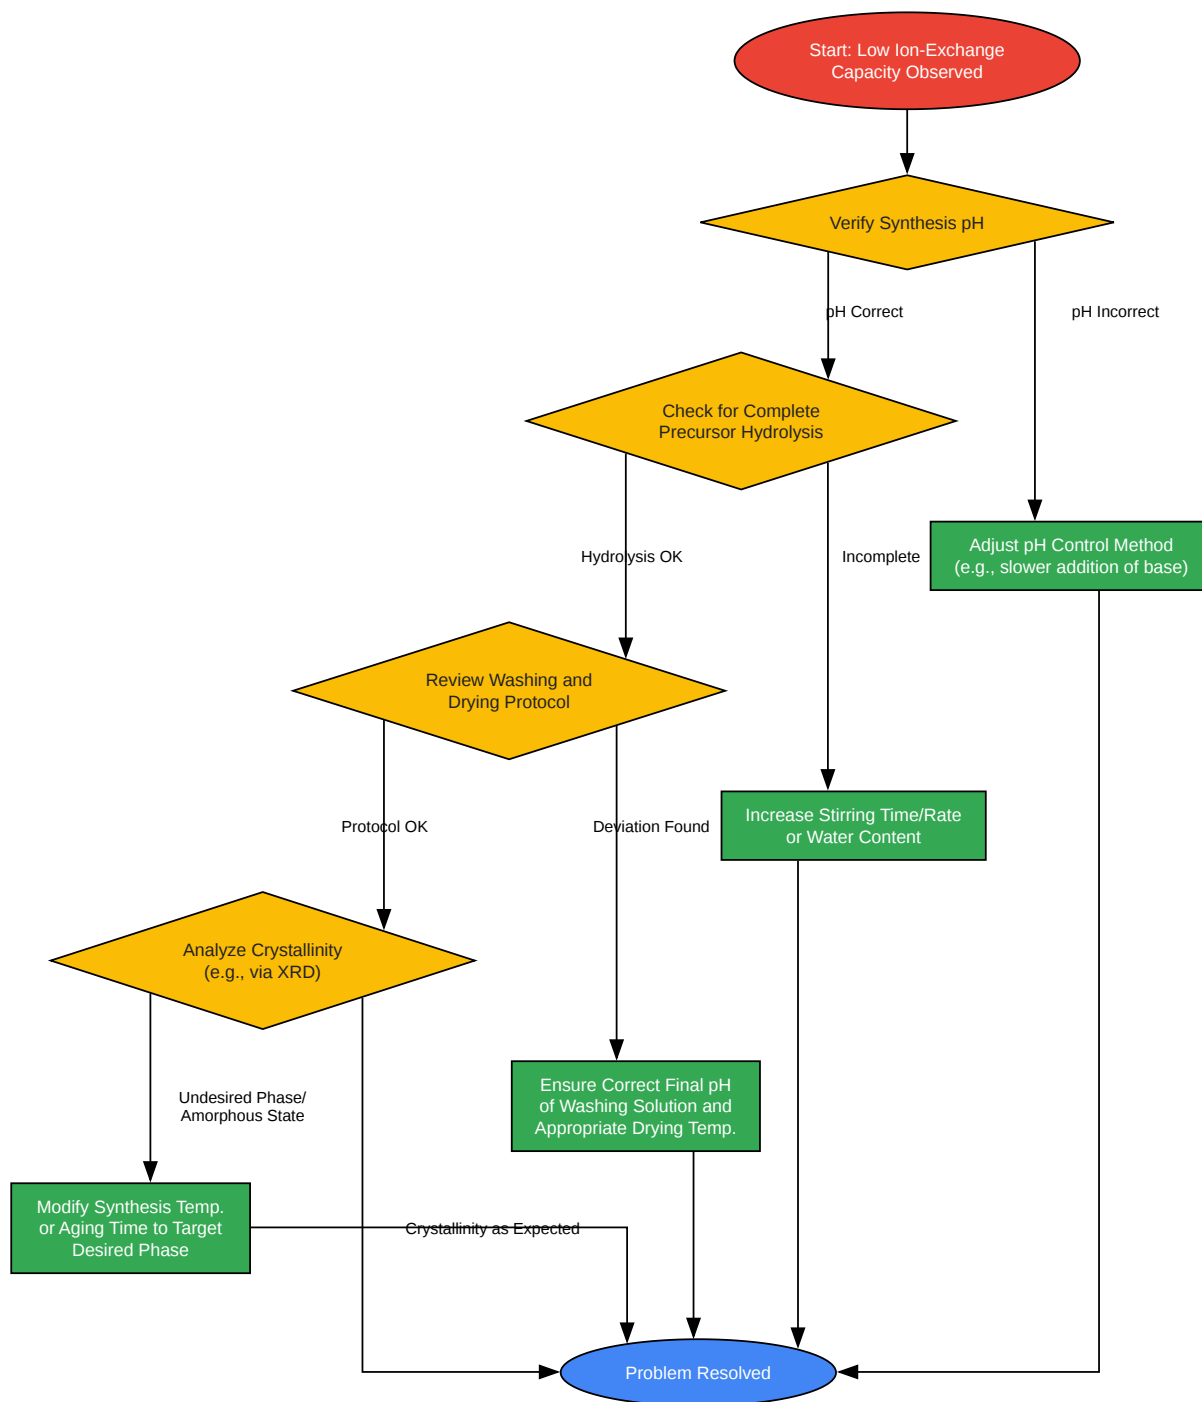 Start: Low Ion-Exchange
Capacity Observed
Verify Synthesis pH
pH Correct
pH Incorrect
Check for Complete
Precursor Hydrolysis
Hydrolysis OK
Incomplete
Adjust pH Control Method
(e.g., slower addition of base)
Review Washing and
Drying Protocol
Protocol OK
Deviation Found
Increase Stirring Time/Rate
or Water Content
Analyze Crystallinity
(e.g., via XRD)
Undesired Phase/
Amorphous State
Ensure Correct Final pH
of Washing Solution and
Appropriate Drying Temp.
Modify Synthesis Temp.
or Aging Time to Target
Desired Phase
Crystallinity as Expected
Problem Resolved